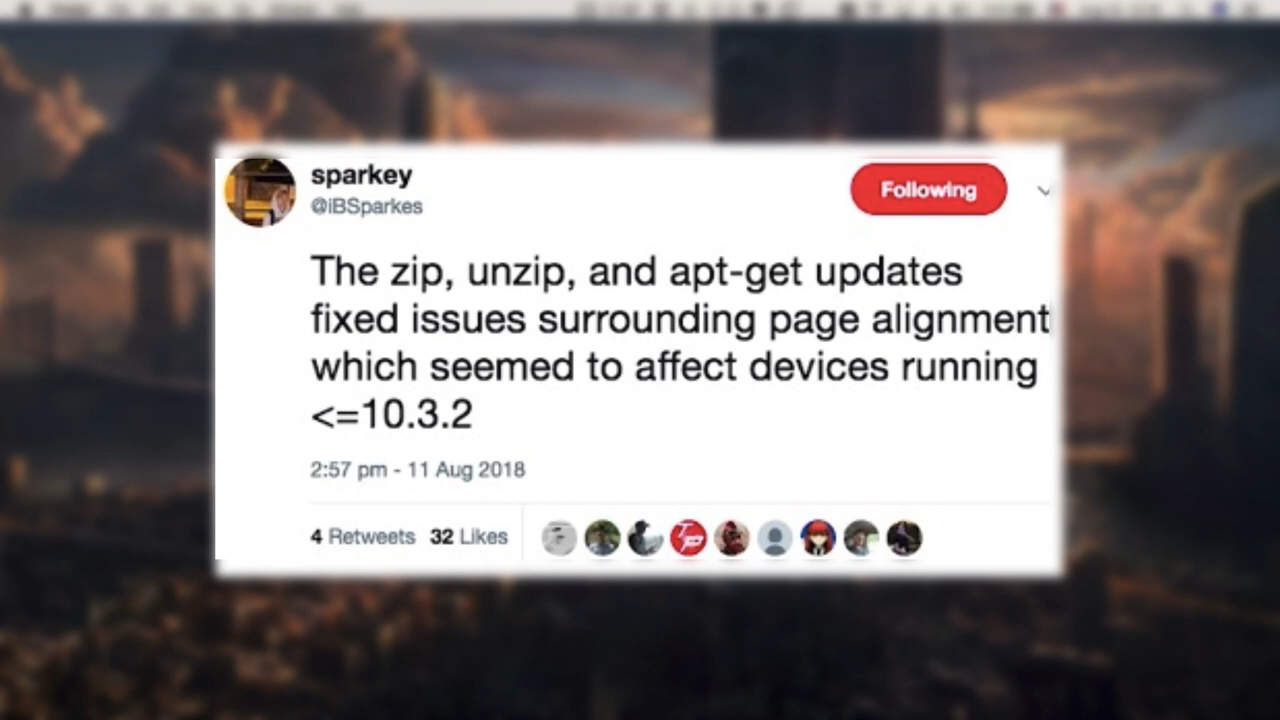 sparkey
Following
@iBSparkes
The zip, unzip, and apt-get updates
fixed issues surrounding page alignment
which seemed to affect devices running
<=10.3.2
2:57 pm - 11 Aug 2018
4 Retweets 32 Likes